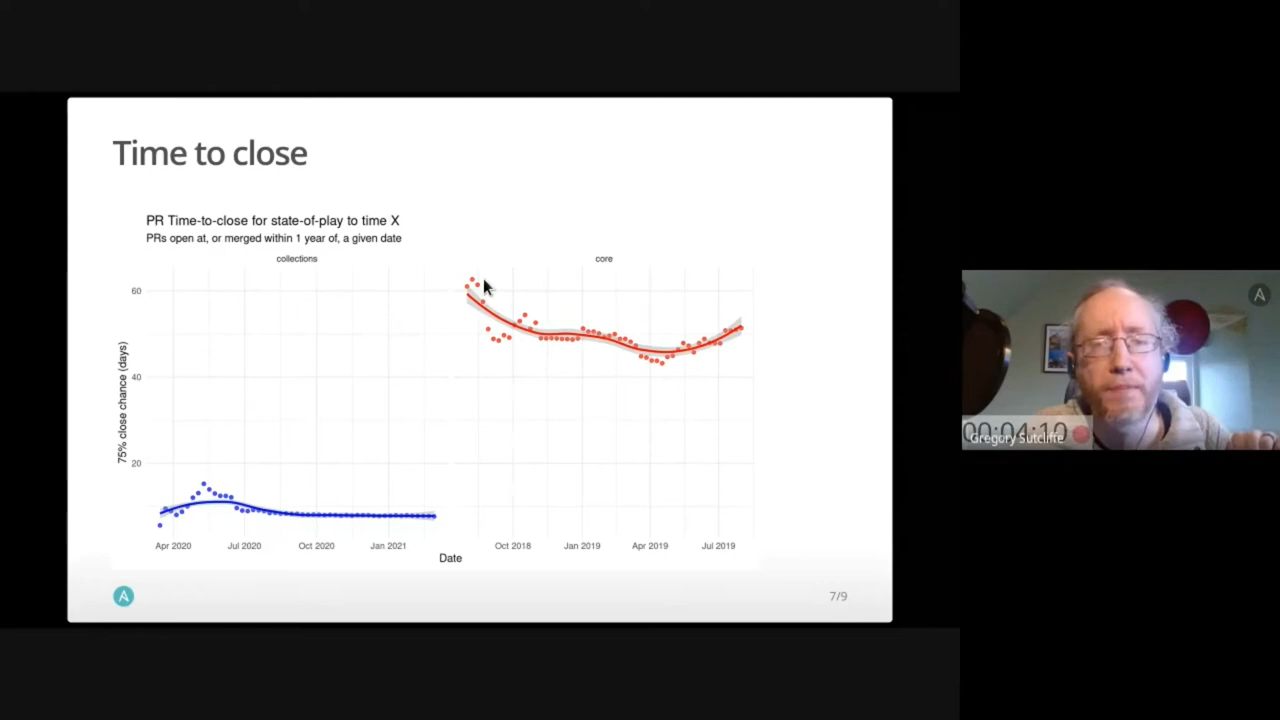 Time to close
PR Time-to-close for state-of-play to time X
PRs open at, or merged within 1 year of, a given date
collections
core
75% close chance (days)
60
40
20
Apr 2020
Jul 2020
Oct 2020
Jan 2021
Oct 2018
Jan 2019
Apr 2019
Jul 2019
Date
A
7/9
A
00:04:10
Gregory Sutcliffe